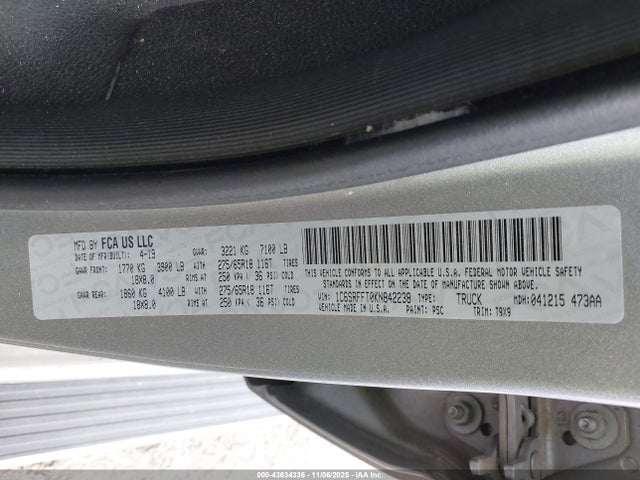 MFD BY FCA US LLC
DATE OF MFR(BUILT): 4-19 GVWR: 3221 KG 7100 LB
GAWR FRONT: 1770 KG 3900 LB WITH 275/65R18 116T TIRES
18X8.0 RIMS AT 250 KPA ( 36 PSI) COLD
GAWR REAR: 1860 KG 4100 LB WITH 275/65R18 116T TIRES
18X8.0 RIMS AT 250 KPA ( 36 PSI) COLD
THIS VEHICLE CONFORMS TO ALL APPLICABLE U.S.A. FEDERAL MOTOR VEHICLE SAFETY
STANDARDS IN EFFECT ON THE DATE OF MANUFACTURE SHOWN ABOVE.
VIN: 1C6SRFFT0KN842238 TYPE: TRUCK MDH: 041215 473AA
VEHICLE MADE IN U.S.A. PAINT: PSC TRIM: T9X9
000-43634336 - 11/06/2025 - IAAI.COM